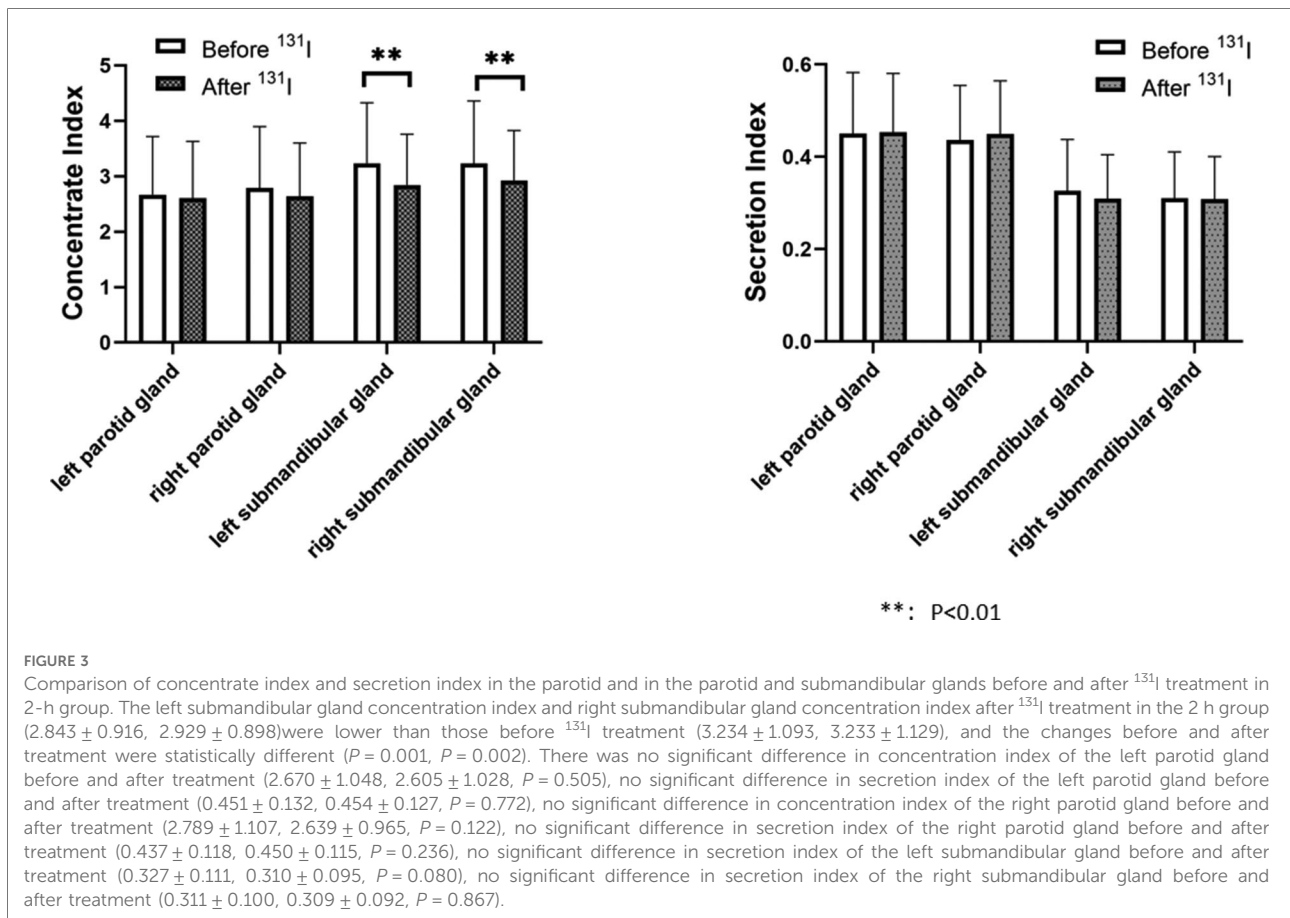 Before ¹³¹I
After ¹³¹I
**
**
Concentrate Index
5
4
3
2
1
0
left parotid gland
right parotid gland
left submandibular gland
right submandibular gland
Before ¹³¹I
After ¹³¹I
Secretion Index
0.6
0.4
0.2
0.0
left parotid gland
right parotid gland
left submandibular gland
right submandibular gland
**: P<0.01
FIGURE 3
Comparison of concentrate index and secretion index in the parotid and in the parotid and submandibular glands before and after ¹³¹I treatment in
2-h group. The left submandibular gland concentration index and right submandibular gland concentration index after ¹³¹I treatment in the 2 h group
(2.843 ± 0.916, 2.929 ± 0.898)were lower than those before ¹³¹I treatment (3.234 ± 1.093, 3.233 ± 1.129), and the changes before and after
treatment were statistically different (P = 0.001, P = 0.002). There was no significant difference in concentration index of the left parotid gland
before and after treatment (2.670 ± 1.048, 2.605 ± 1.028, P = 0.505), no significant difference in secretion index of the left parotid gland before
and after treatment (0.451 ± 0.132, 0.454 ± 0.127, P = 0.772), no significant difference in concentration index of the right parotid gland before and
after treatment (2.789 ± 1.107, 2.639 ± 0.965, P = 0.122), no significant difference in secretion index of the right parotid gland before and after
treatment (0.437 ± 0.118, 0.450 ± 0.115, P = 0.236), no significant difference in secretion index of the left submandibular gland before and after
treatment (0.327 ± 0.111, 0.310 ± 0.095, P = 0.080), no significant difference in secretion index of the right submandibular gland before and
after treatment (0.311 ± 0.100, 0.309 ± 0.092, P = 0.867).